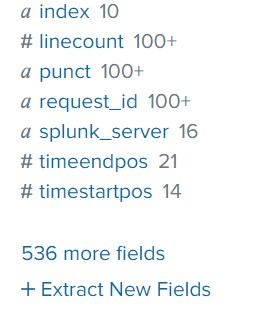 a index 10
# linecount 100+
a punct 100+
a request_id 100+
a splunk_server 16
# timeendpos 21
# timestartpos 14
536 more fields
+ Extract New Fields